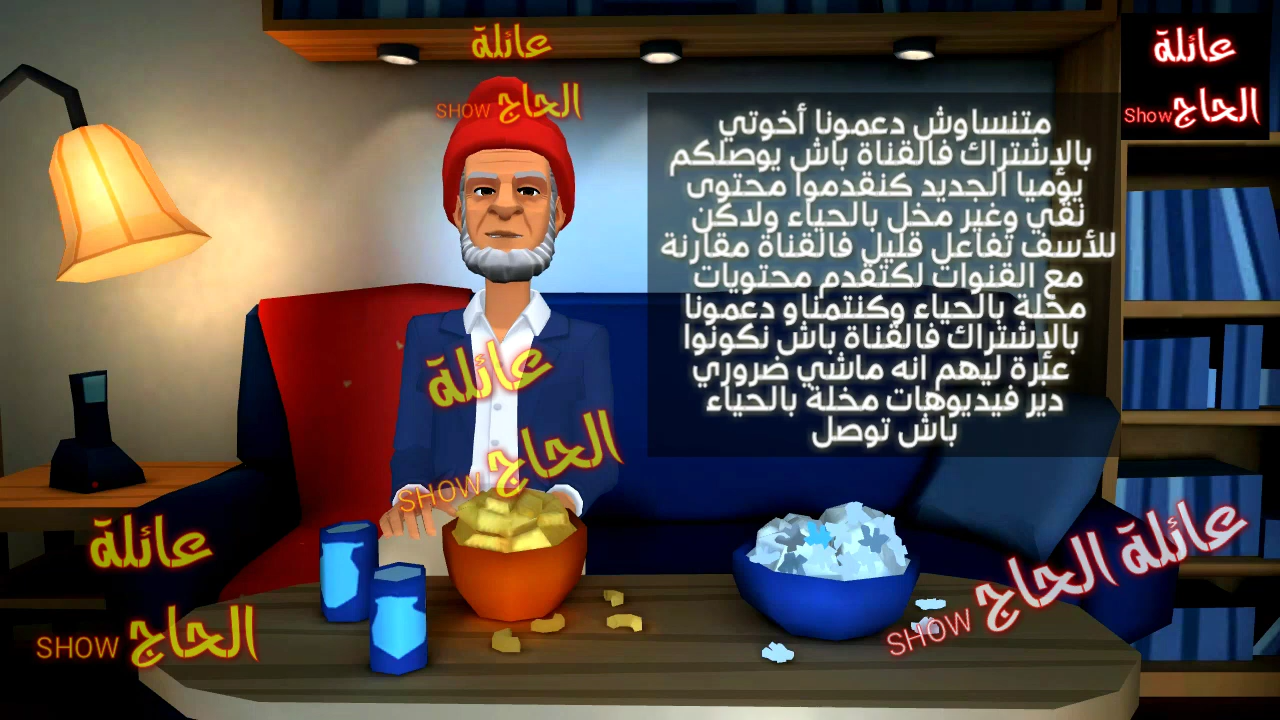 عائلة
الحاج SHOW
عائلة
الحاج Show
متنساوش دعمونا أخوتي
بالإشتراك فالقناة باش يوصلكم
يوميا الجديد كنقدموا محتوى
نقي وغير مخل بالحياء ولاكن
للأسف تفاعل قليل فالقناة مقارنة
مع القنوات لكتقدم محتويات
مخلة بالحياء وكنتمناو دعمونا
بالإشتراك فالقناة باش نكونوا
عبرة ليهم انه ماشي ضروري
دير فيديوهات مخلة بالحياء
باش توصل
عائلة
الحاج SHOW
عائلة
الحاج SHOW
عائلة الحاج SHOW